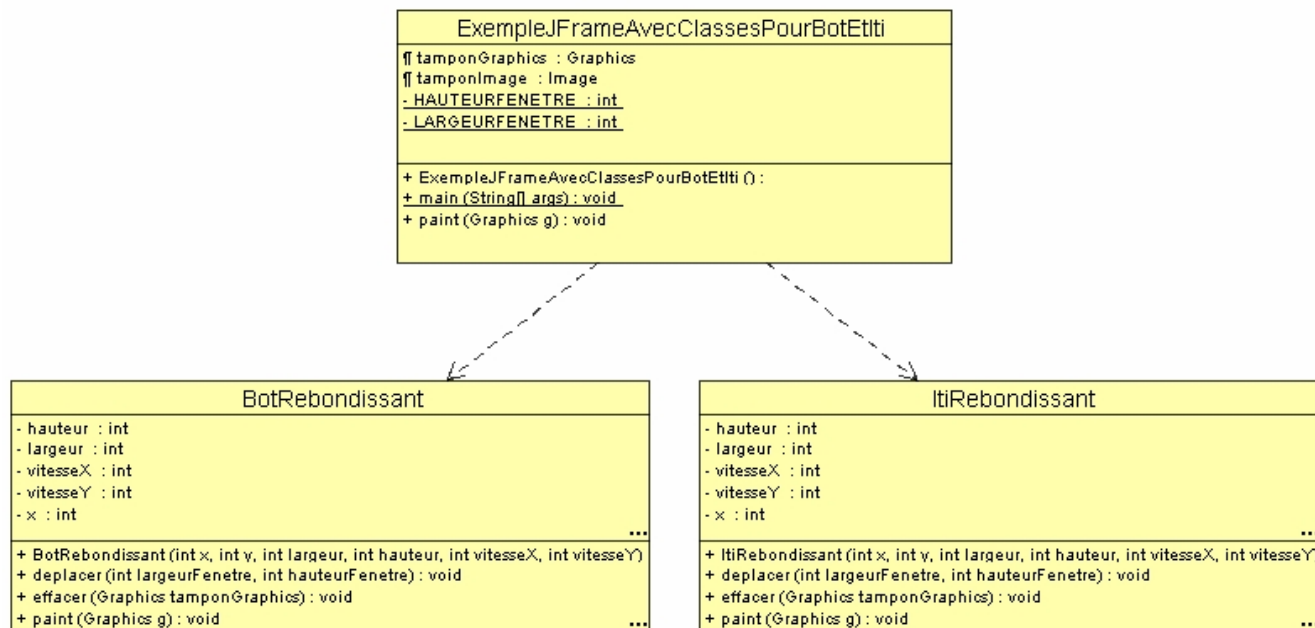 ExempleJFrameAvecClassesPourBotEtIti
¶ tamponGraphics : Graphics
¶ tamponImage : Image
- HAUTEURFENETRE : int
- LARGEURFENETRE : int
+ ExempleJFrameAvecClassesPourBotEtIti () :
+ main (String[] args) : void
+ paint (Graphics g) : void
BotRebondissant
- hauteur : int
- largeur : int
- vitesseX : int
- vitesseY : int
- x : int
...
+ BotRebondissant (int x, int y, int largeur, int hauteur, int vitesseX, int vitesseY)
+ deplacer (int largeurFenetre, int hauteurFenetre) : void
+ effacer (Graphics tamponGraphics) : void
+ paint (Graphics g) : void
...
ItiRebondissant
- hauteur : int
- largeur : int
- vitesseX : int
- vitesseY : int
- x : int
...
+ ItiRebondissant (int x, int y, int largeur, int hauteur, int vitesseX, int vitesseY
+ deplacer (int largeurFenetre, int hauteurFenetre) : void
+ effacer (Graphics tamponGraphics) : void
+ paint (Graphics g) : void
...